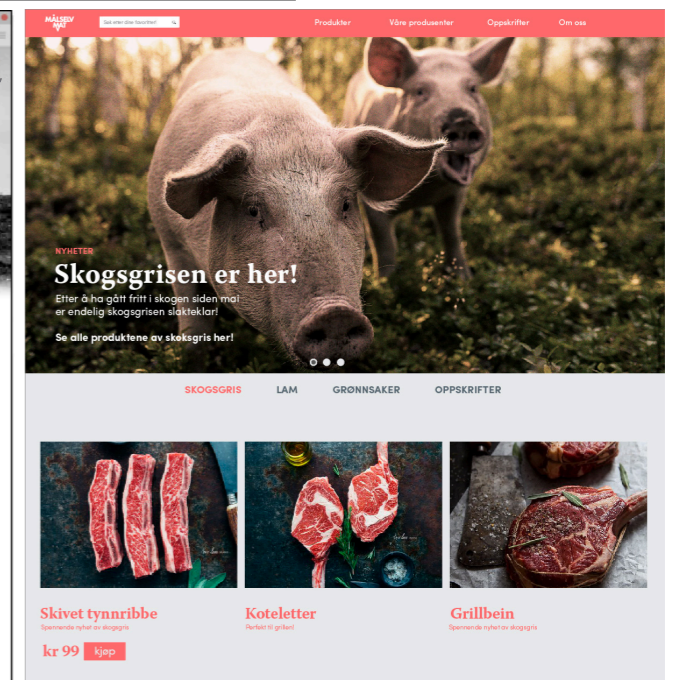 MÅLSELV
MAT
Søk etter dine favoritter!
Produkter
Våre produsenter
Oppskrifter
Om oss
NYHETER
Skogsgrisen er her!
Etter å ha gått fritt i skogen siden mai
er endelig skogsgrisen slakteklar!
Se alle produktene av skoksgris her!
SKOGSGRIS
LAM
GRØNNSAKER
OPPSKRIFTER
Skivet tynnribbe
Spennende nyhet av skogsgris
kr 99
kjøp
Koteletter
Perfekt til grillen!
Grillbein
Spennende nyhet av skogsgris